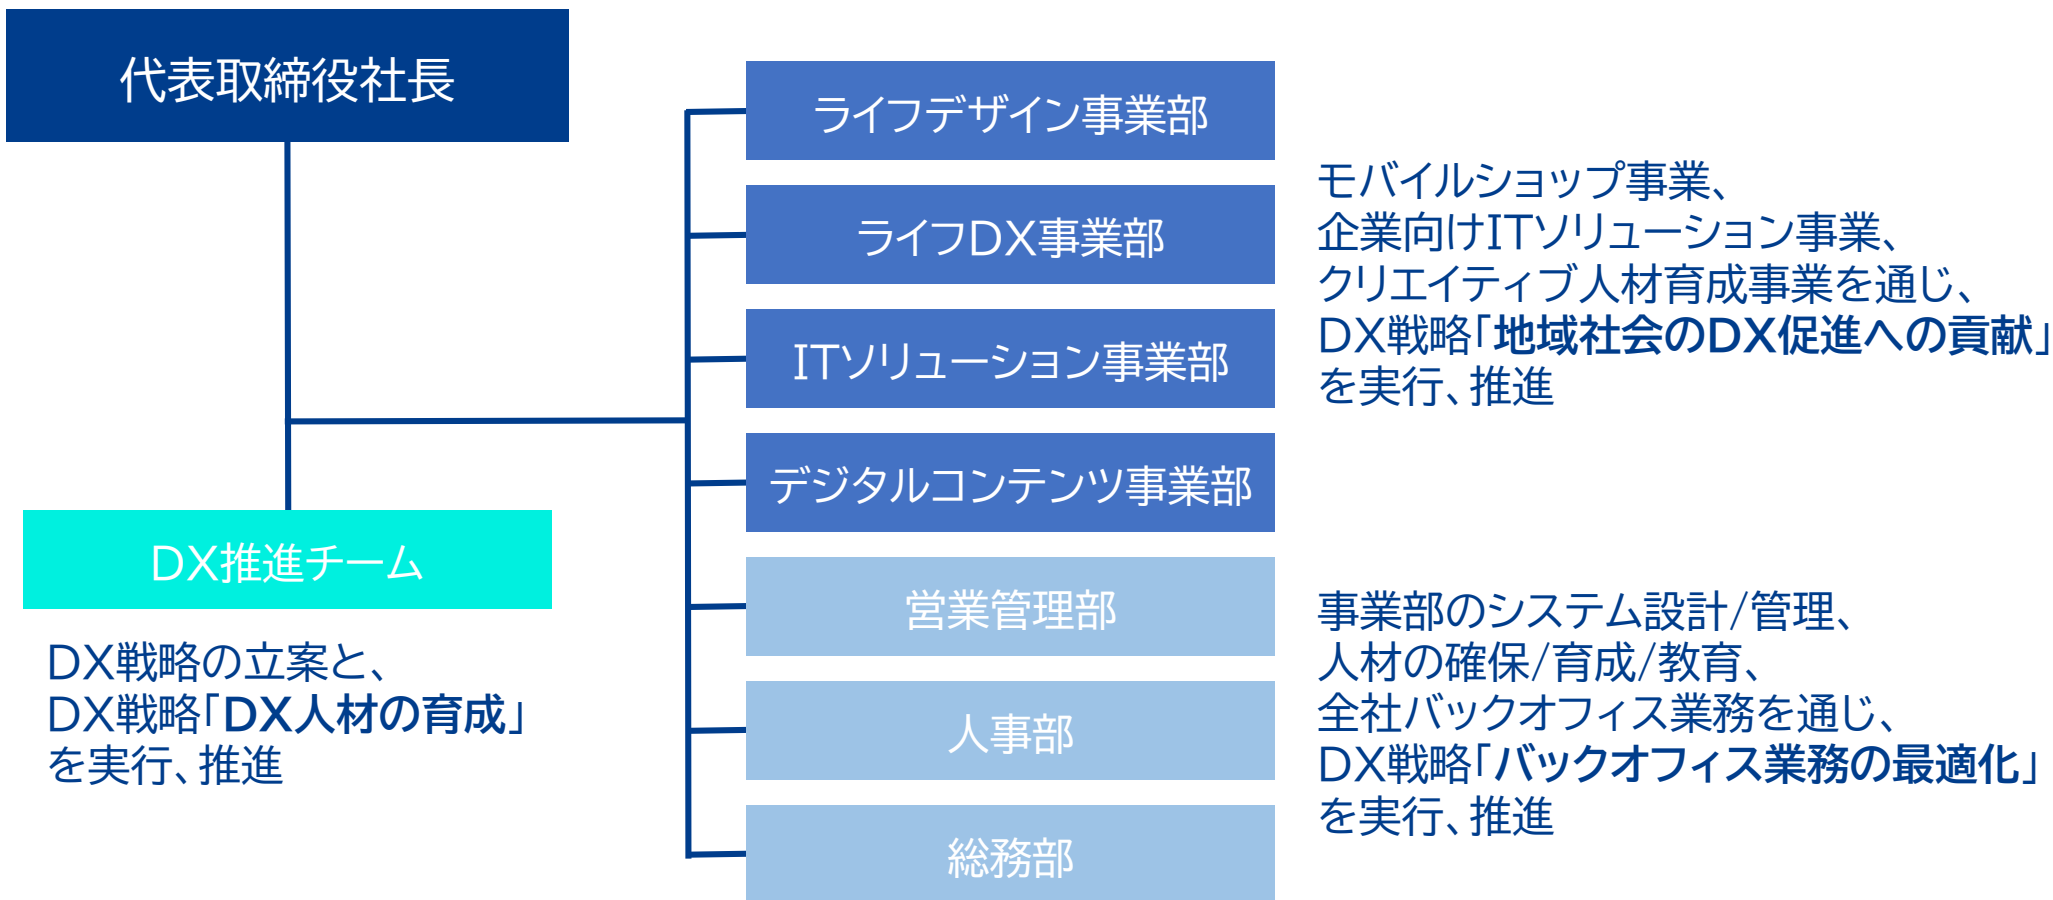 代表取締役社長
ライフデザイン事業部
ライフDX事業部
ITソリューション事業部
デジタルコンテンツ事業部
モバイルショップ事業、
企業向けITソリューション事業、
クリエイティブ人材育成事業を通じ、
DX戦略「地域社会のDX促進への貢献」
を実行、推進
DX推進チーム
DX戦略の立案と、
DX戦略「DX人材の育成」
を実行、推進
営業管理部
人事部
総務部
事業部のシステム設計/管理、
人材の確保/育成/教育、
全社バックオフィス業務を通じ、
DX戦略「バックオフィス業務の最適化」
を実行、推進